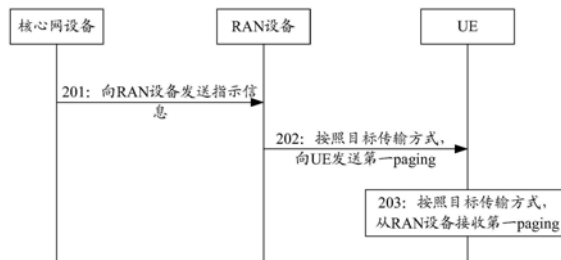 核心网设备
RAN设备
UE
201：向RAN设备发送指示信
息
202：按照目标传输方式，
向UE发送第一paging
203：按照目标传输方式，
从RAN设备接收第一paging